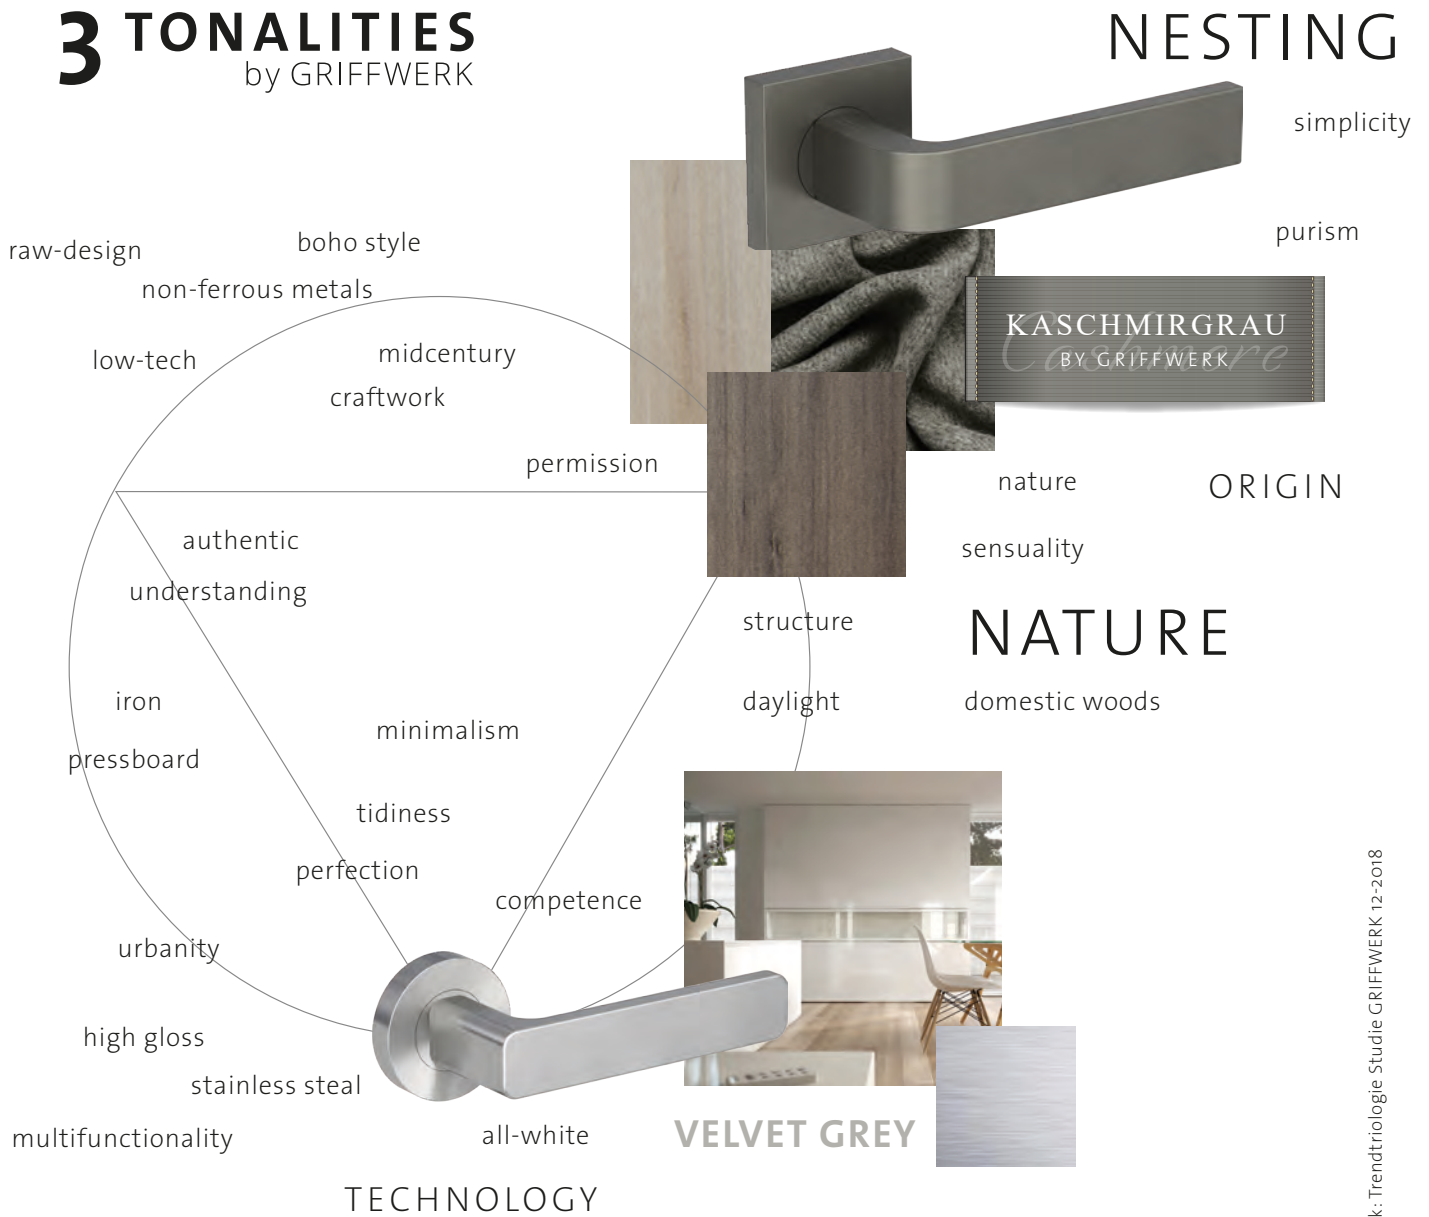 3 TONALITIES
by GRIFFWERK
NESTING
simplicity
purism
raw-design
boho style
non-ferrous metals
low-tech
midcentury
craftwork
KASCHMIRGRAU
Cashmere
BY GRIFFWERK
permission
nature
ORIGIN
authentic
sensuality
understanding
structure
NATURE
iron
daylight
domestic woods
minimalism
pressboard
tidiness
perfection
competence
urbanity
high gloss
stainless steal
multifunctionality
all-white
VELVET GREY
TECHNOLOGY
k: Trendtriologie Studie GRIFFWERK 12-2018